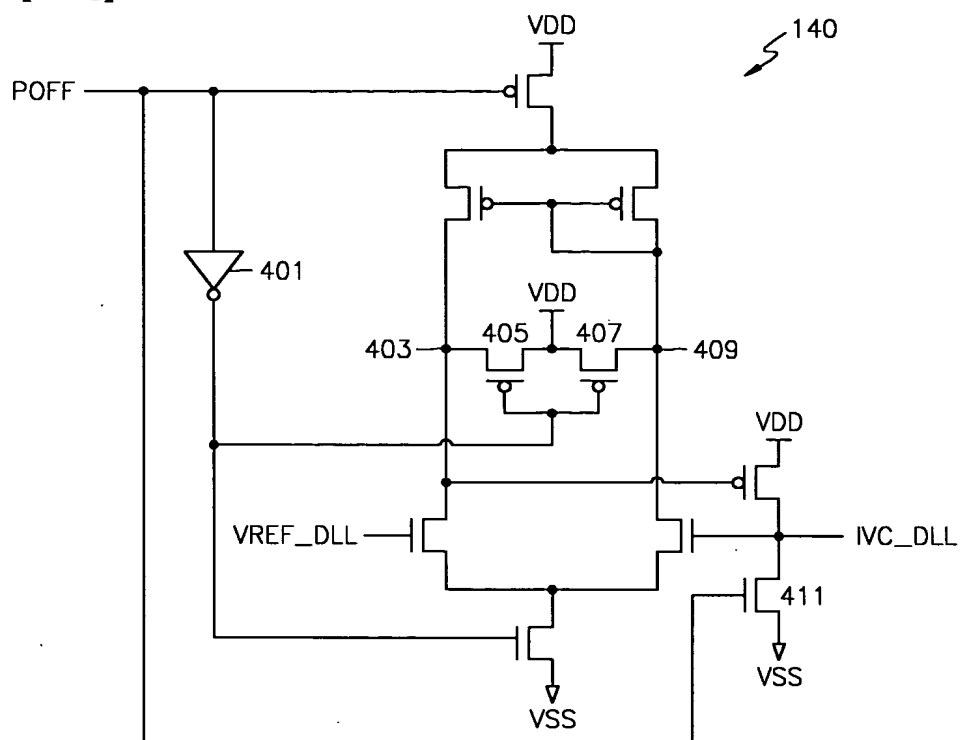 140
VDD
POFF
401
VDD
403
405
407
409
VDD
VREF_DLL
IVC_DLL
411
VSS
VSS